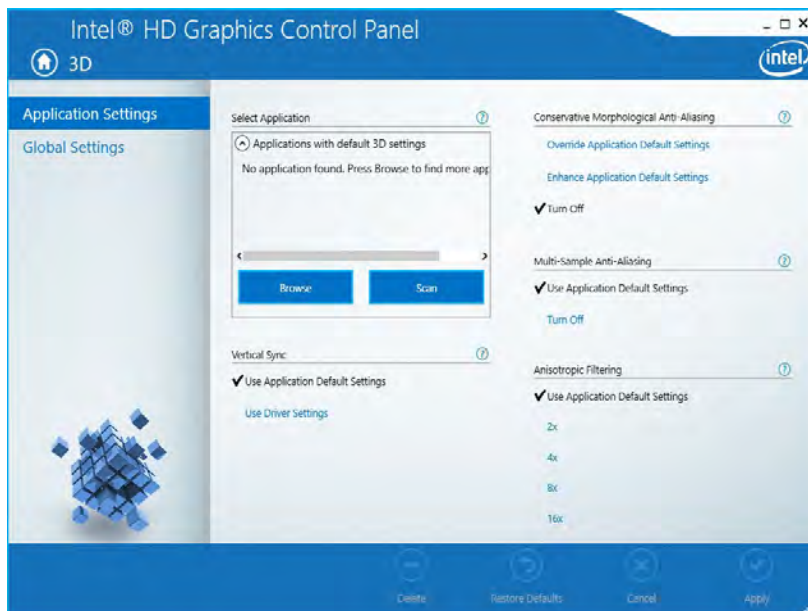 Intel® HD Graphics Control Panel
3D
intel
Application Settings
Global Settings
Select Application
Applications with default 3D settings
No application found. Press Browse to find more app
Browse
Scan
Vertical Sync
Use Application Default Settings
Use Driver Settings
Conservative Morphological Anti-Aliasing
Override Application Default Settings
Enhance Application Default Settings
Turn Off
Multi-Sample Anti-Aliasing
Use Application Default Settings
Turn Off
Anisotropic Filtering
Use Application Default Settings
2x
4x
8x
16x
Delete
Restore Defaults
Cancel
Apply